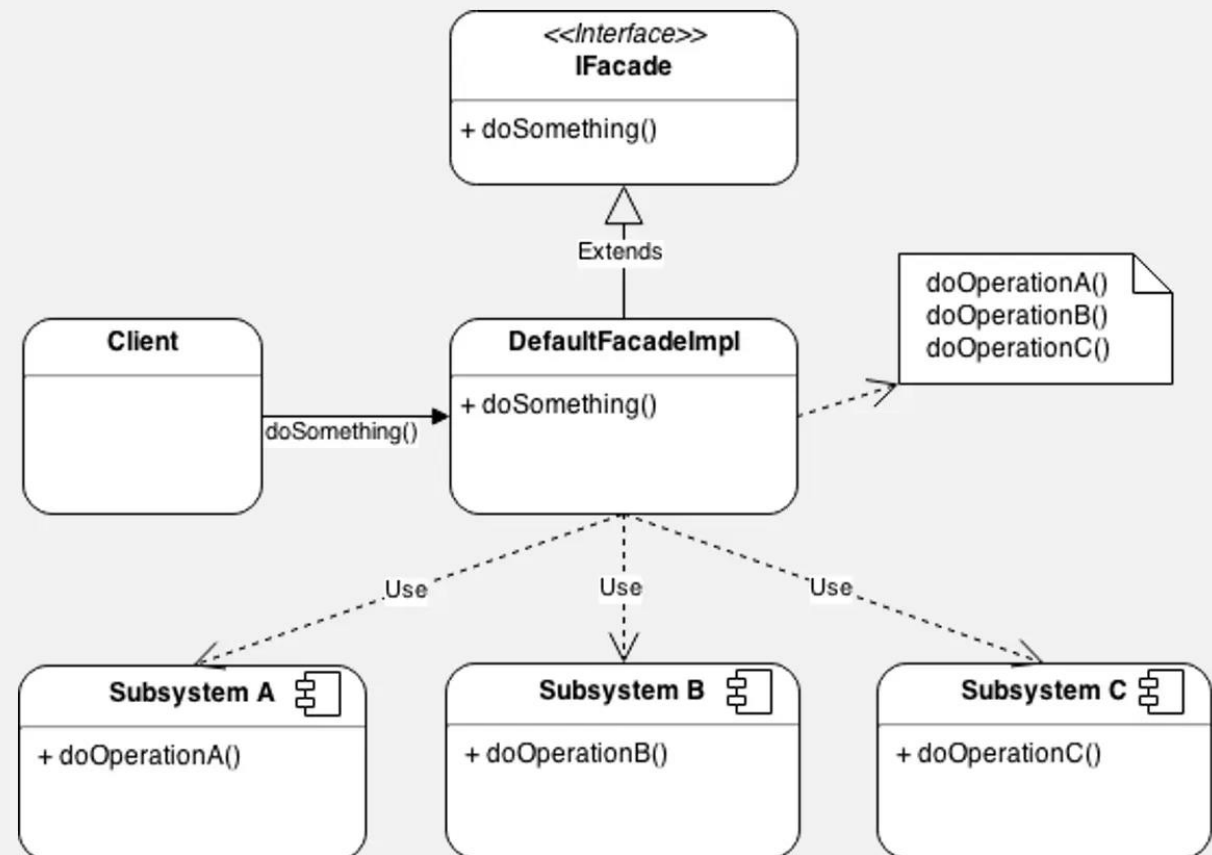 <<Interface>>
IFacade
+ doSomething()
Extends
doOperationA()
doOperationB()
doOperationC()
Client
doSomething()
DefaultFacadeImpl
+ doSomething()
Use
Use
Use
Subsystem A
+ doOperationA()
Subsystem B
+ doOperationB()
Subsystem C
+ doOperationC()